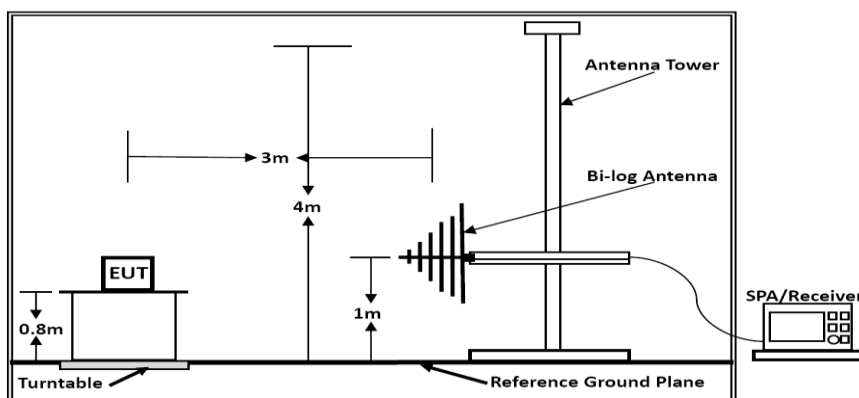 Antenna Tower
3m
Bi-log Antenna
4m
EUT
0.8m
1m
SPA/Receiver
Turntable
Reference Ground Plane